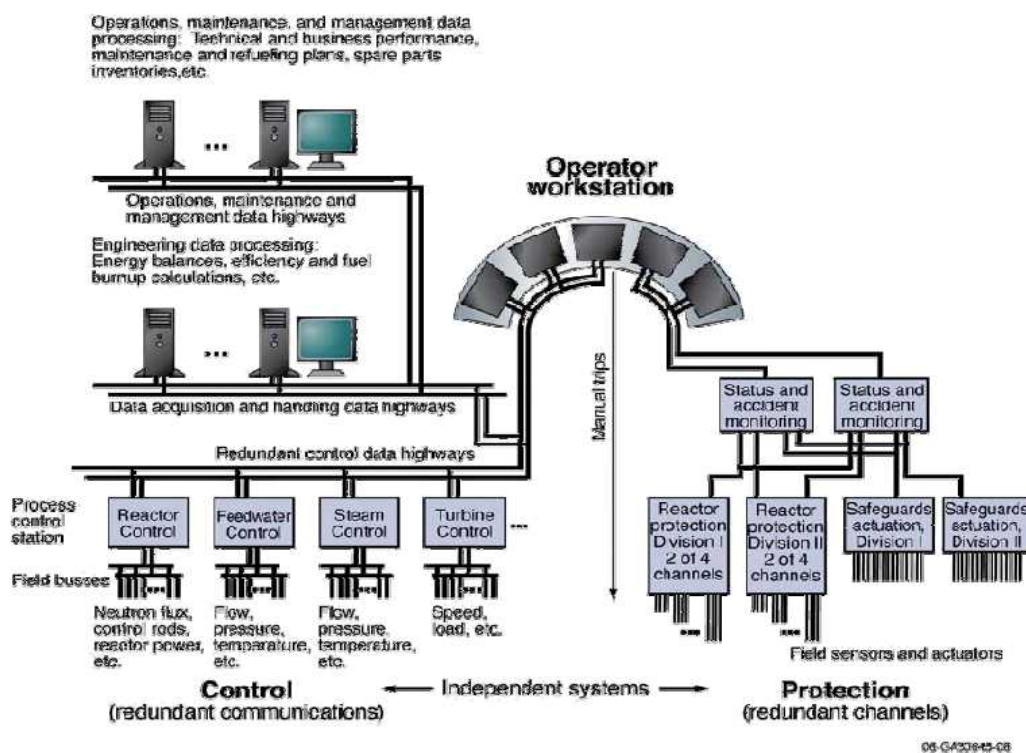 Operations, maintenance, and management data
processing: Technical and business performance,
maintenance and refueling plans, spare parts
inventories,etc.
...
Operator
workstation
Operations, maintenance and
management data highways
Engineering data processing:
Energy balances, efficiency and fuel
burnup calculations, etc.
...
Manual trips
Status and
accident
monitoring
Status and
accident
monitoring
Data acquisition and handling data highways
Redundant control data highways
Process
control
station
Reactor
Control
Feedwater
Control
Steam
Control
Turbine
Control
...
Reactor
protection
Division I
2 of 4
channels
Reactor
protection
Division II
2 of 4
channels
Safeguards
actuation,
Division I
Safeguards
actuation,
Division II
Field busses
Neutron flux,
control rods,
reactor power,
etc.
Flow,
pressure,
temperature,
etc.
Flow,
pressure,
temperature,
etc.
Speed,
load, etc.
...
...
Field sensors and actuators
Control
(redundant communications)
Independent systems
Protection
(redundant channels)